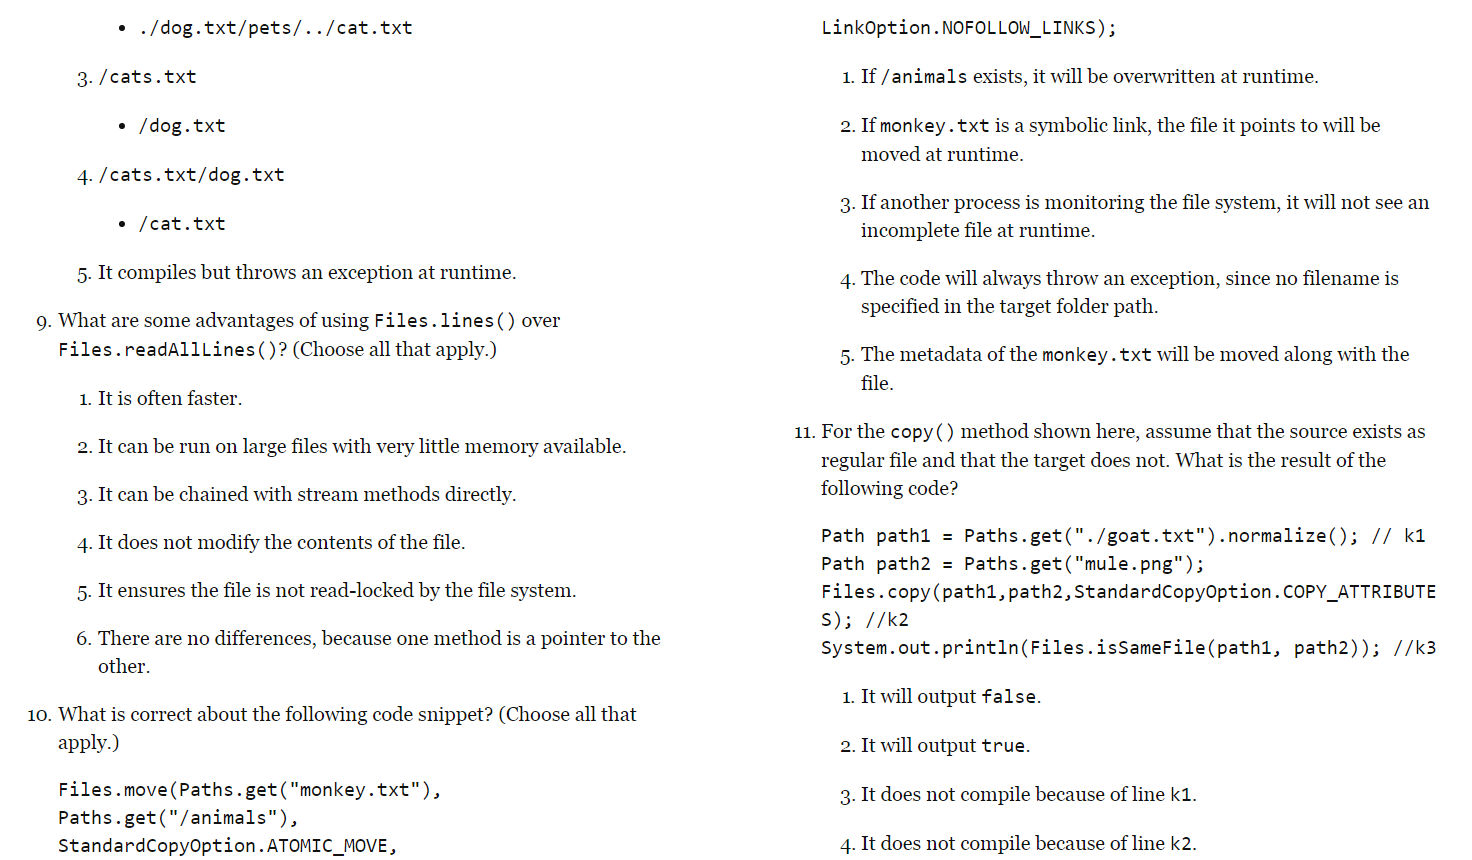 • ./dog.txt/pets/../cat.txt
3. /cats.txt
• /dog.txt
4. /cats.txt/dog.txt
• /cat.txt
5. It compiles but throws an exception at runtime.
9. What are some advantages of using Files.lines() over
Files.readAllLines()? (Choose all that apply.)
1. It is often faster.
2. It can be run on large files with very little memory available.
3. It can be chained with stream methods directly.
4. It does not modify the contents of the file.
5. It ensures the file is not read-locked by the file system.
6. There are no differences, because one method is a pointer to the
other.
10. What is correct about the following code snippet? (Choose all that
apply.)
Files.move(Paths.get("monkey.txt"),
Paths.get("/animals"),
StandardCopyOption.ATOMIC_MOVE,
LinkOption.NOFOLLOW_LINKS);
1. If /animals exists, it will be overwritten at runtime.
2. If monkey.txt is a symbolic link, the file it points to will be
moved at runtime.
3. If another process is monitoring the file system, it will not see an
incomplete file at runtime.
4. The code will always throw an exception, since no filename is
specified in the target folder path.
5. The metadata of the monkey.txt will be moved along with the
file.
11. For the copy() method shown here, assume that the source exists as
regular file and that the target does not. What is the result of the
following code?
Path path1 = Paths.get("./goat.txt").normalize(); // k1
Path path2 = Paths.get("mule.png");
Files.copy(path1,path2,StandardCopyOption.COPY_ATTRIBUTE
S); //k2
System.out.println(Files.isSameFile(path1, path2)); //k3
1. It will output false.
2. It will output true.
3. It does not compile because of line k1.
4. It does not compile because of line k2.